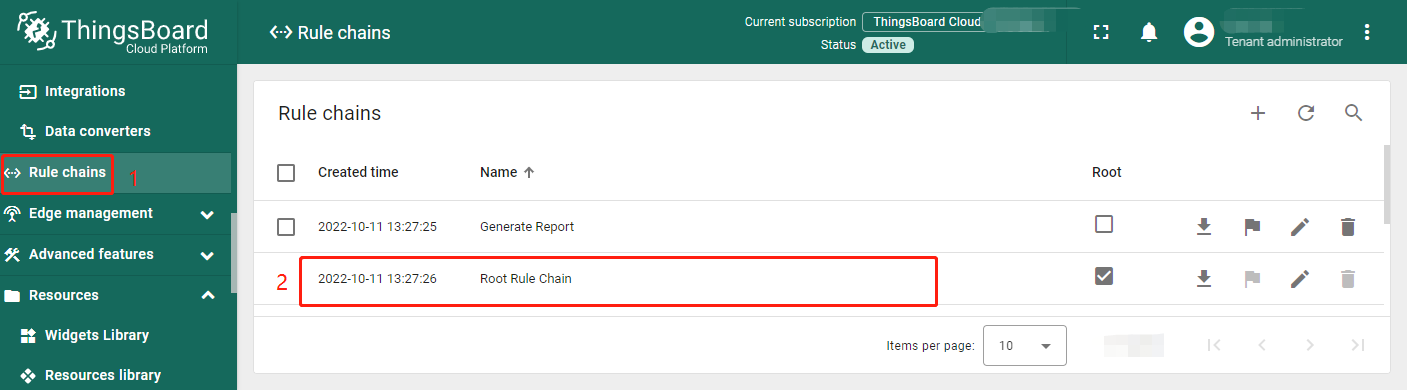 ThingsBoard
Cloud Platform
Rule chains
Current subscription ThingsBoard Cloud
Status Active
Tenant administrator
Integrations
Data converters
Rule chains 1
Edge management
Advanced features
Resources
Widgets Library
Resources library
Rule chains
Created time Name Root
2022-10-11 13:27:25 Generate Report
2 2022-10-11 13:27:26 Root Rule Chain
Items per page: 10